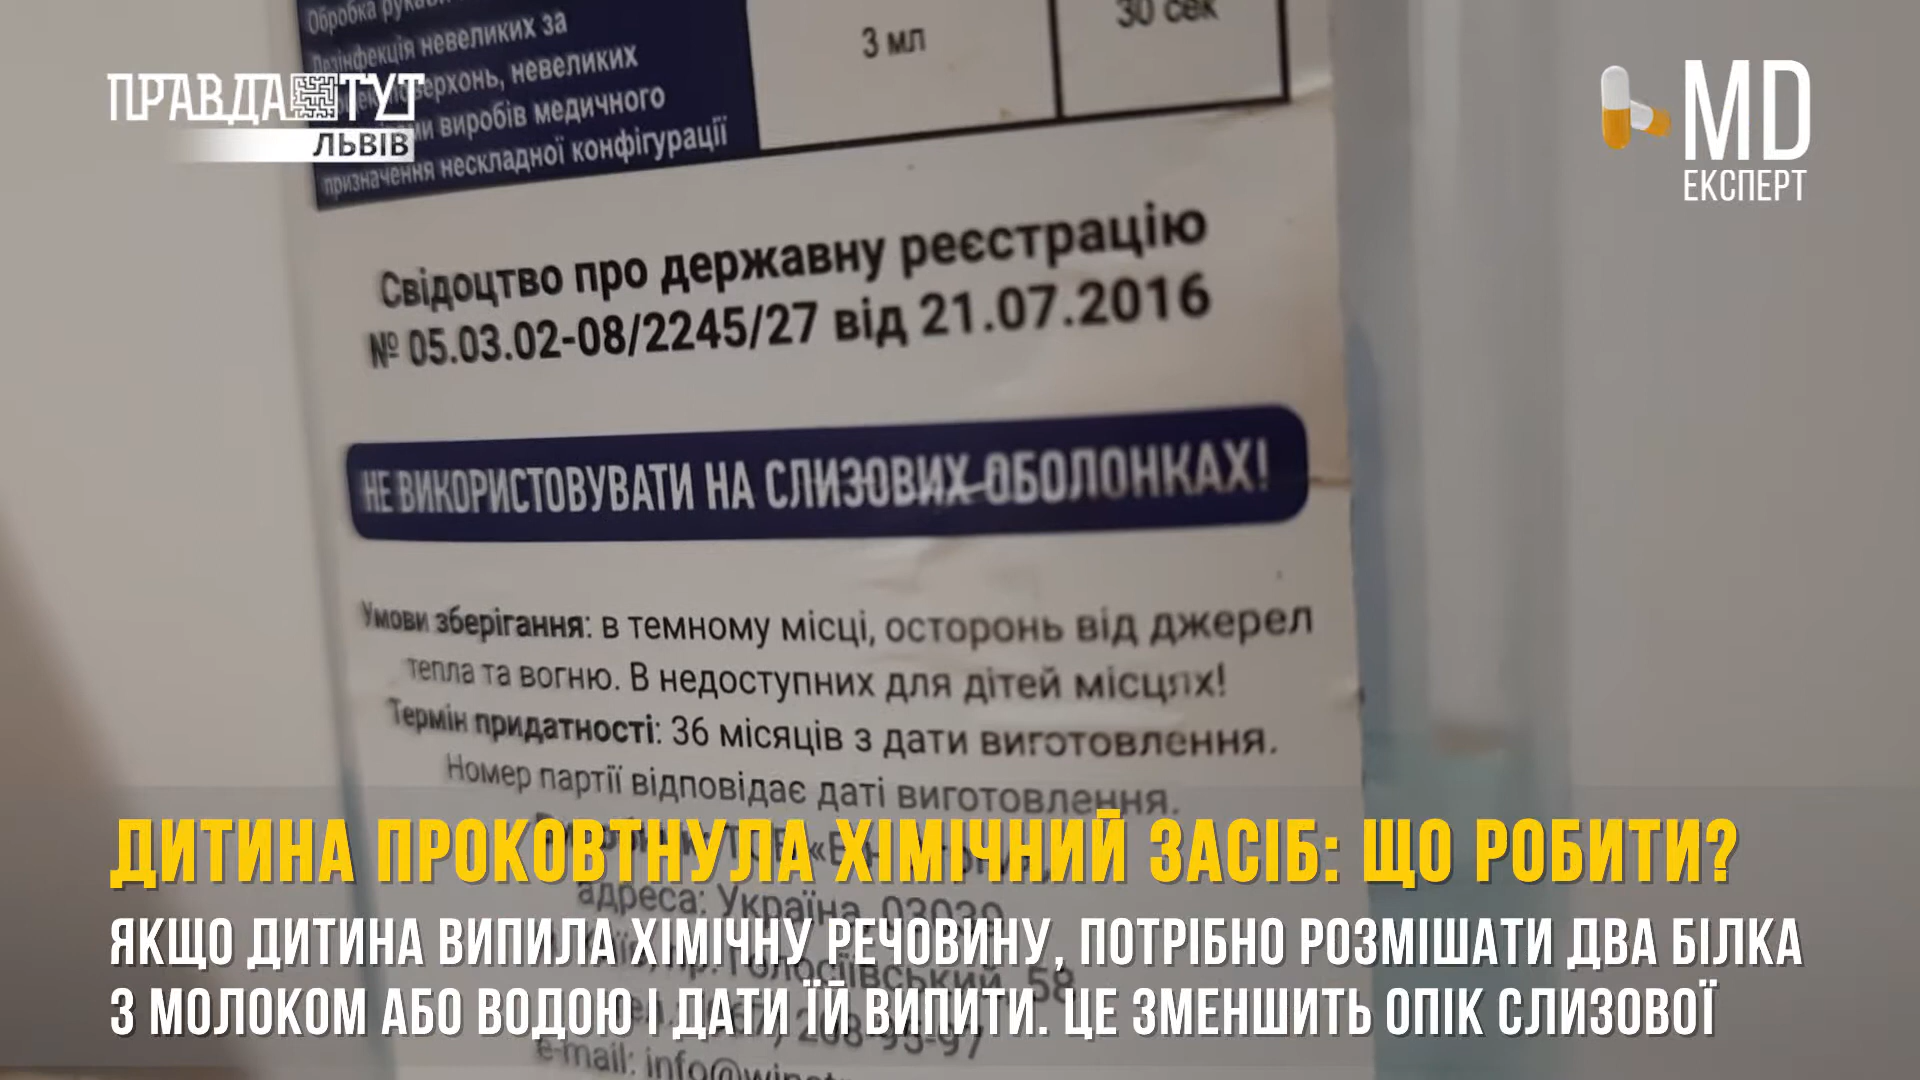 Обробка
Дезінфекція невеликих за
поверхонь, невеликих
виробів медичного
призначення нескладної конфігурації
3 мл
30 сек
ПРАВДА ТУТ
ЛЬВІВ
MD
ЕКСПЕРТ
Свідоцтво про державну реєстрацію
№ 05.03.02-08/2245/27 від 21.07.2016
НЕ ВИКОРИСТОВУВАТИ НА СЛИЗОВИХ ОБОЛОНКАХ!
Умови зберігання: в темному місці, осторонь від джерел
тепла та вогню. В недоступних для дітей місцях!
Термін придатності: 36 місяців з дати виготовлення.
Номер партії відповідає даті виготовлення.
ДИТИНА ПРОКОВТНУЛА ХІМІЧНИЙ ЗАСІБ: ЩО РОБИТИ?
адреса: Україна, 03039
ЯКЩО ДИТИНА ВИПИЛА ХІМІЧНУ РЕЧОВИНУ, ПОТРІБНО РОЗМІШАТИ ДВА БІЛКА
Голосіївський, 58
З МОЛОКОМ АБО ВОДОЮ І ДАТИ ЇЙ ВИПИТИ. ЦЕ ЗМЕНШИТЬ ОПІК СЛИЗОВОЇ
e-mail: